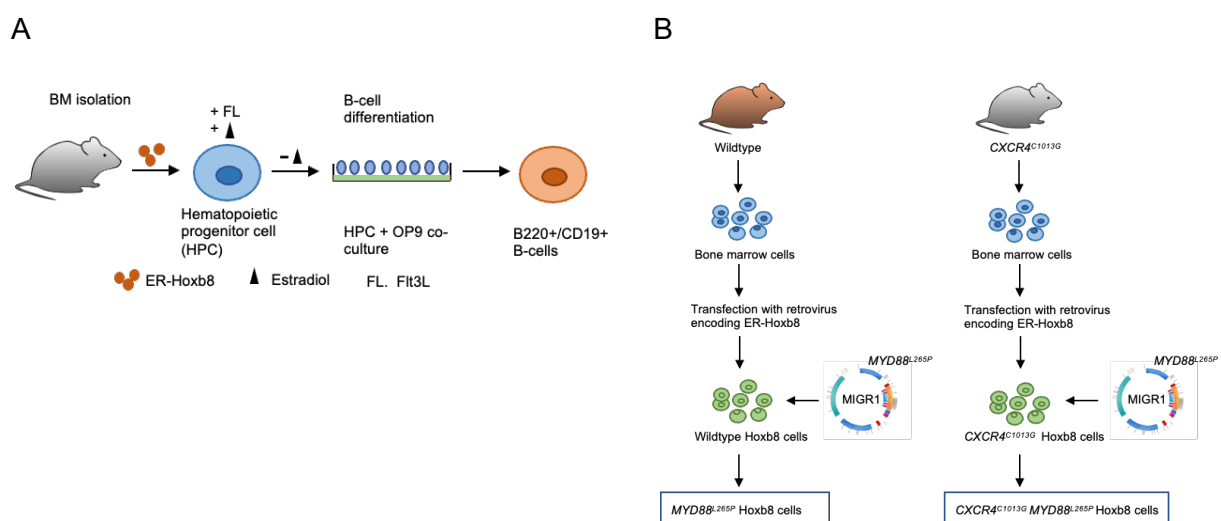 A
BM isolation
+ FL
+
B-cell
differentiation
–
Hematopoietic
progenitor cell
(HPC)
HPC + OP9 co-
culture
B220+/CD19+
B-cells
ER-Hoxb8
Estradiol
FL. Flt3L
B
Wildtype
CXCR4C1013G
Bone marrow cells
Bone marrow cells
Transfection with retrovirus
encoding ER-Hoxb8
Transfection with retrovirus
encoding ER-Hoxb8
MYD88L265P
MIGR1
MYD88L265P
MIGR1
Wildtype Hoxb8 cells
CXCR4C1013G Hoxb8 cells
MYD88L265P Hoxb8 cells
CXCR4C1013G MYD88L265P Hoxb8 cells